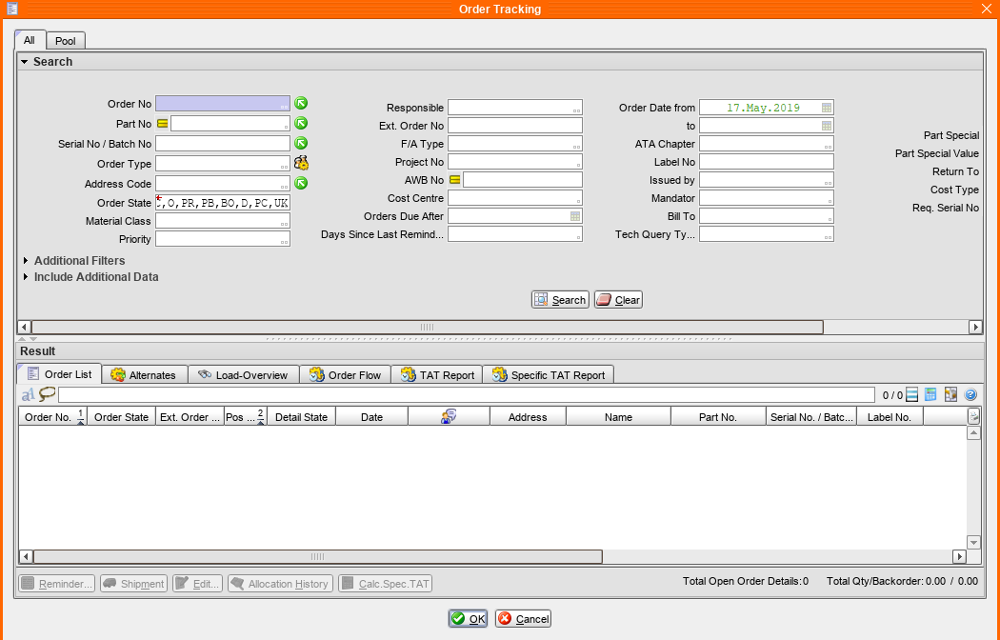 Order Tracking
All Pool
Search
Order No
Part No
Serial No / Batch No
Order Type
Address Code
Order State ,O,PR,PB,BO,D,PC,UK
Material Class
Priority
Responsible
Ext. Order No
F/A Type
Project No
AWB No
Cost Centre
Orders Due After
Days Since Last Remind...
Order Date from 17.May.2019
to
ATA Chapter
Label No
Issued by
Mandator
Bill To
Tech Query Ty...
Part Special
Part Special Value
Return To
Cost Type
Req. Serial No
Additional Filters
Include Additional Data
Search Clear
Result
Order List Alternates Load-Overview Order Flow TAT Report Specific TAT Report
0 / 0
Order No. 1 Order State Ext. Order ... Pos ... 2 Detail State Date Address Name Part No. Serial No. / Batc... Label No.
Reminder... Shipment Edit... Allocation History Calc.Spec.TAT Total Open Order Details: 0 Total Qty/Backorder: 0.00 / 0.00
OK Cancel